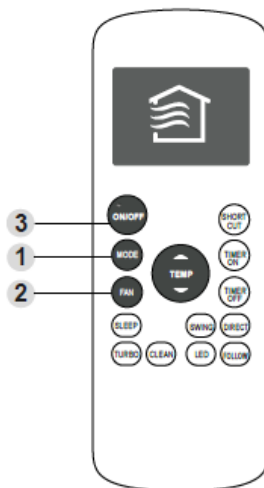 ON/OFF
SHORT
CUT
3
MODE
TIMER
ON
1
TEMP
FAN
TIMER
OFF
2
SLEEP
SWING
DIRECT
TURBO
CLEAN
LED
FOLLOW